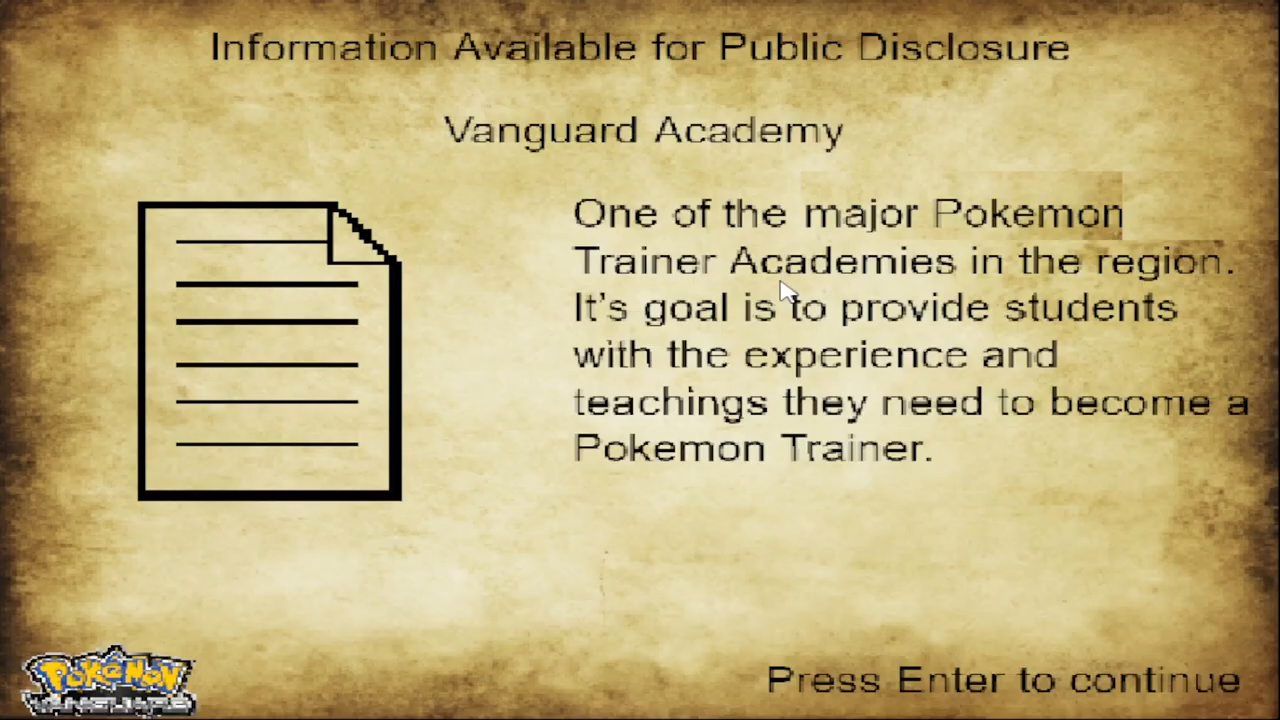 Information Available for Public Disclosure
Vanguard Academy
One of the major Pokemon
Trainer Academies in the region.
It's goal is to provide students
with the experience and
teachings they need to become a
Pokemon Trainer.
POKéMON
VANGUARD
Press Enter to continue